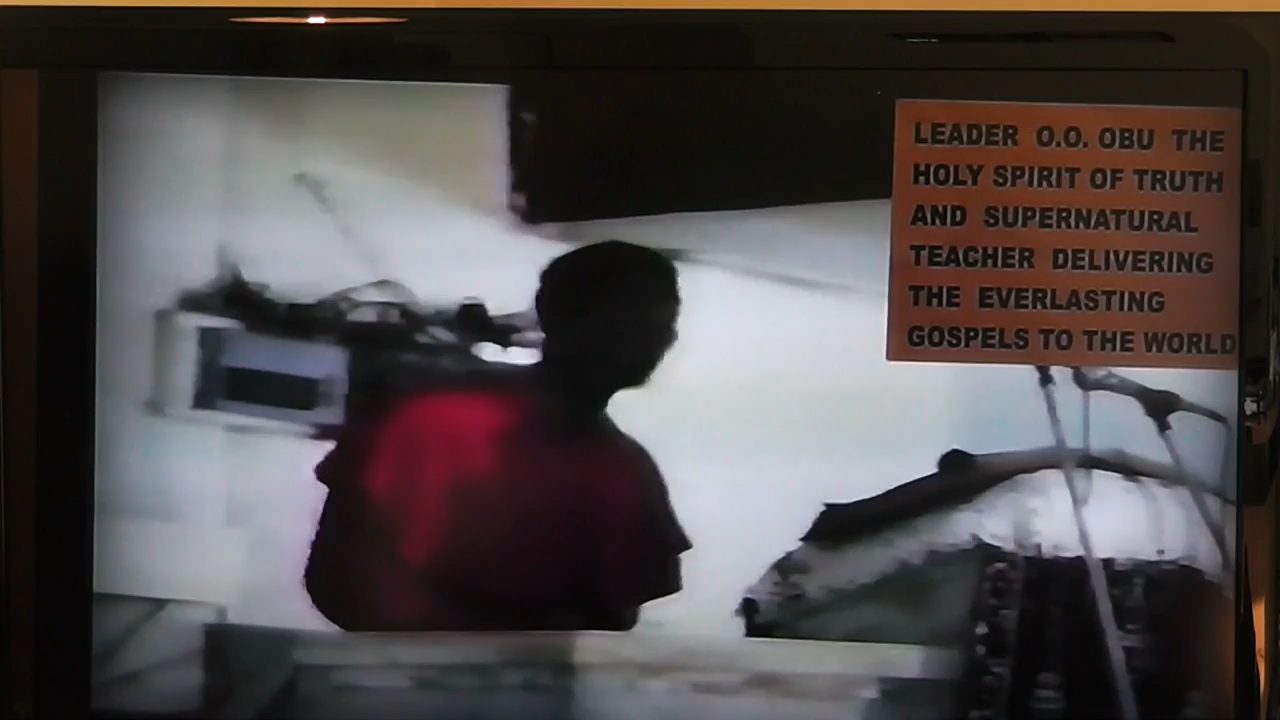 LEADER O.O. OBU THE
HOLY SPIRIT OF TRUTH
AND SUPERNATURAL
TEACHER DELIVERING
THE EVERLASTING
GOSPELS TO THE WORLD